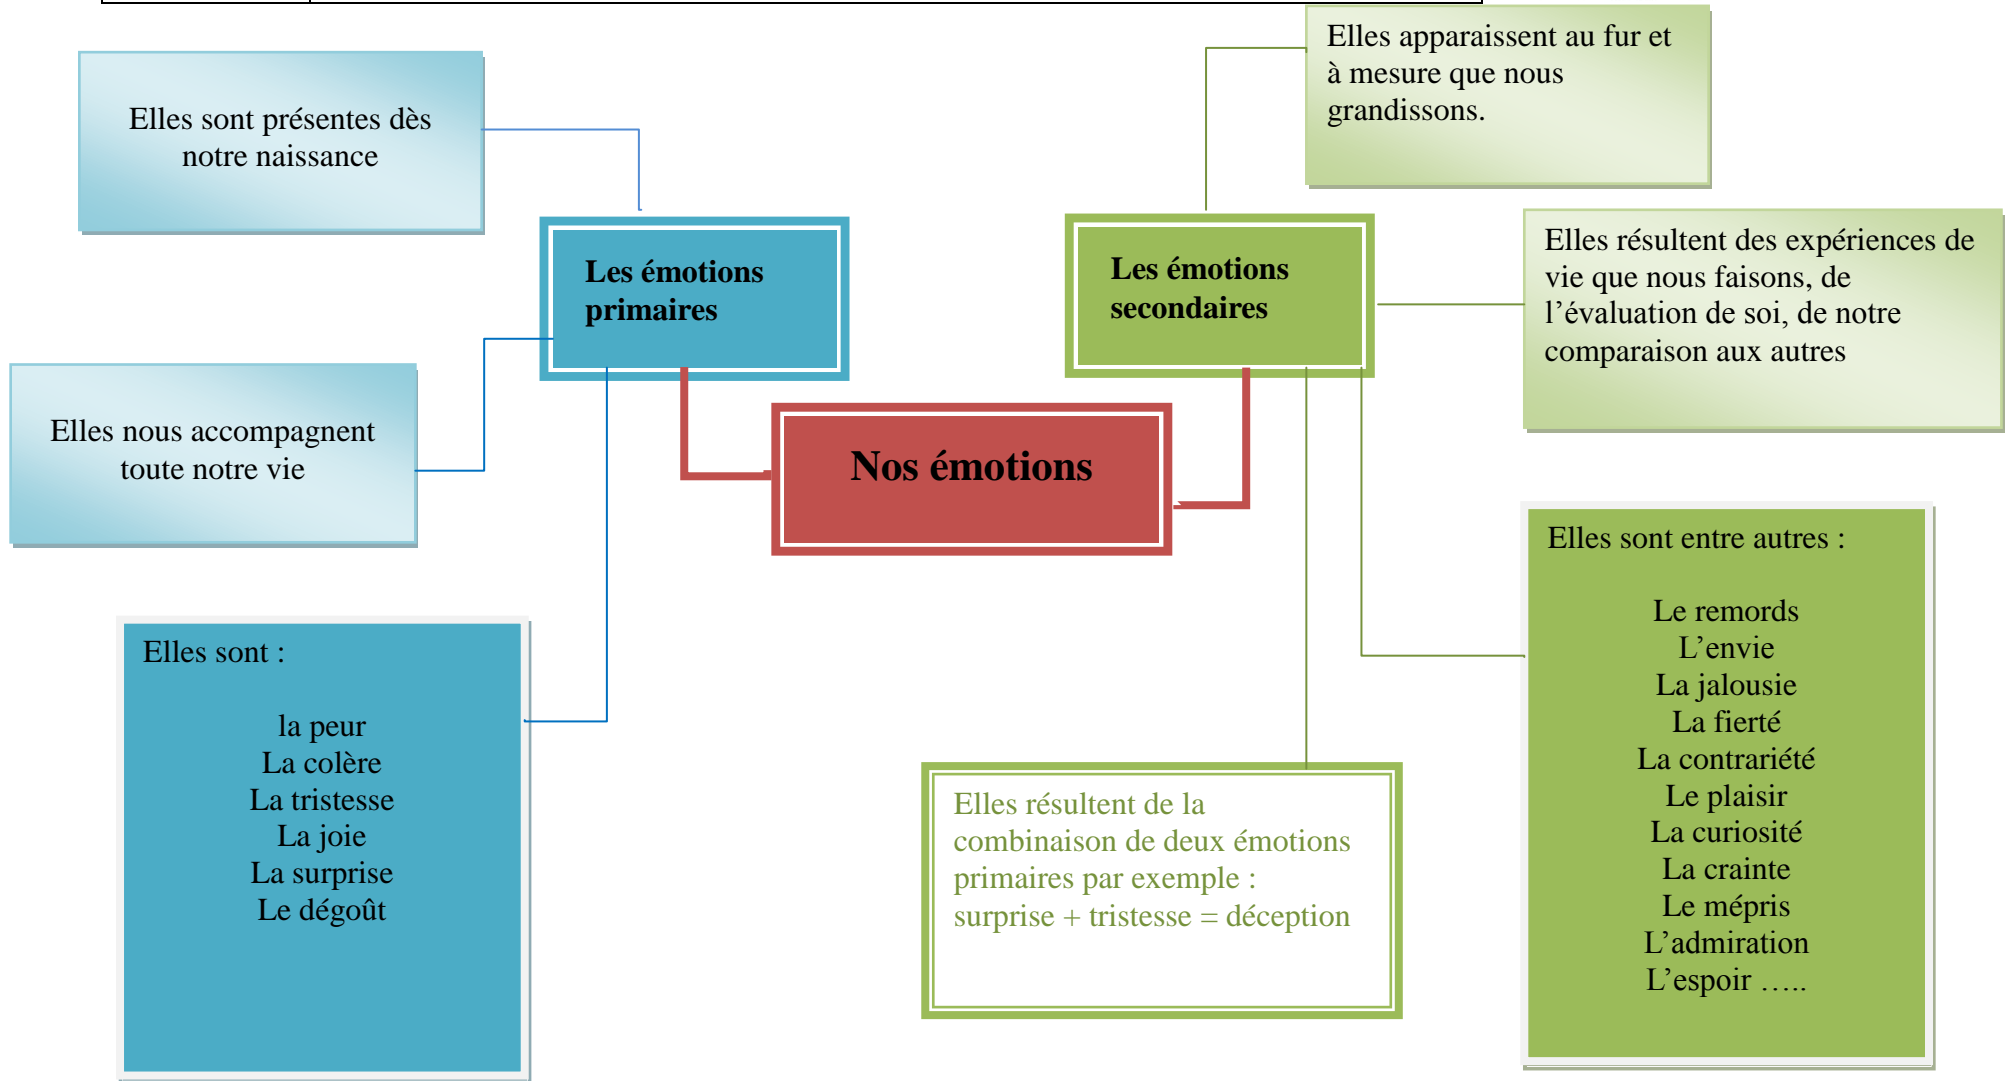 Elles sont présentes dès
notre naissance
Elles nous accompagnent
toute notre vie
Les émotions
primaires
Elles sont :
la peur
La colère
La tristesse
La joie
La surprise
Le dégoût
Nos émotions
Les émotions
secondaires
Elles apparaissent au fur et
à mesure que nous
grandissons.
Elles résultent des expériences de
vie que nous faisons, de
l’évaluation de soi, de notre
comparaison aux autres
Elles résultent de la
combinaison de deux émotions
primaires par exemple :
surprise + tristesse = déception
Elles sont entre autres :
Le remords
L’envie
La jalousie
La fierté
La contrariété
Le plaisir
La curiosité
La crainte
Le mépris
L’admiration
L’espoir …..